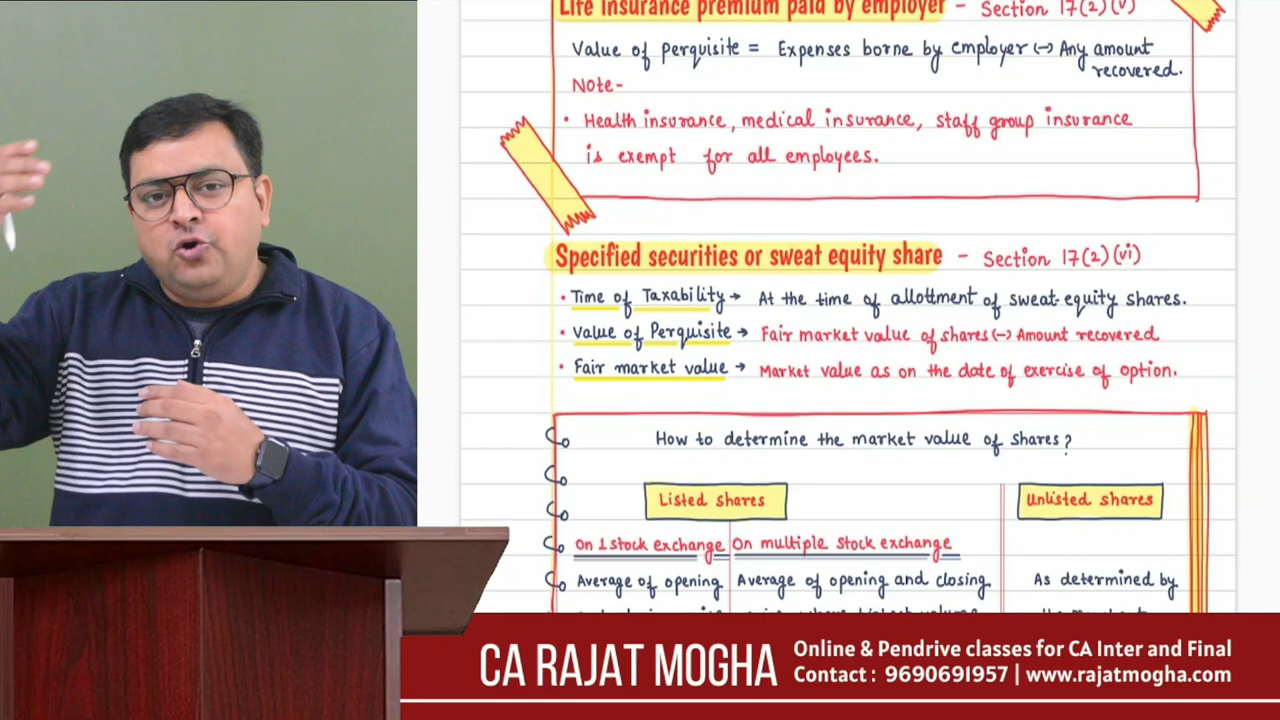 Life insurance premium paid by employer - Section 17(2)(v)
Value of perquisite = Expenses borne by employer (-) Any amount
recovered.
Note-
• Health insurance, medical insurance, staff group insurance
is exempt for all employees.
Specified securities or sweat equity share - Section 17(2)(vi)
• Time of Taxability → At the time of allottment of sweat-equity shares.
• Value of Perquisite → Fair market value of shares (-) Amount recovered
• Fair market value → Market value as on the date of exercise of option.
How to determine the market value of shares?
Listed shares
Unlisted shares
On 1 stock exchange
On multiple stock exchange
Average of opening
Average of opening and closing
As determined by
CA RAJAT MOGHA
Online & Pendrive classes for CA Inter and Final
Contact : 9690691957 | www.rajatmogha.com